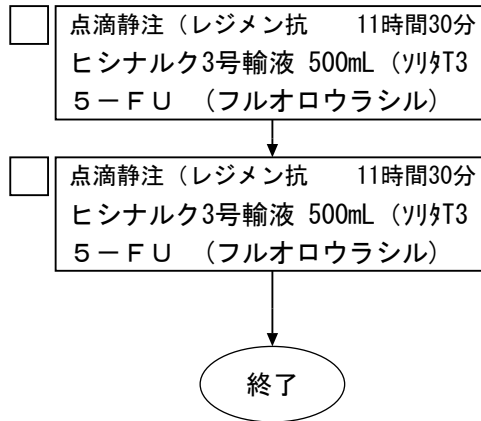 点滴静注（レジメン抗　　11時間30分
ヒシナルク3号輸液 500mL（ソリタT3
５－ＦＵ　（フルオロウラシル）
点滴静注（レジメン抗　　11時間30分
ヒシナルク3号輸液 500mL（ソリタT3
５－ＦＵ　（フルオロウラシル）
終了